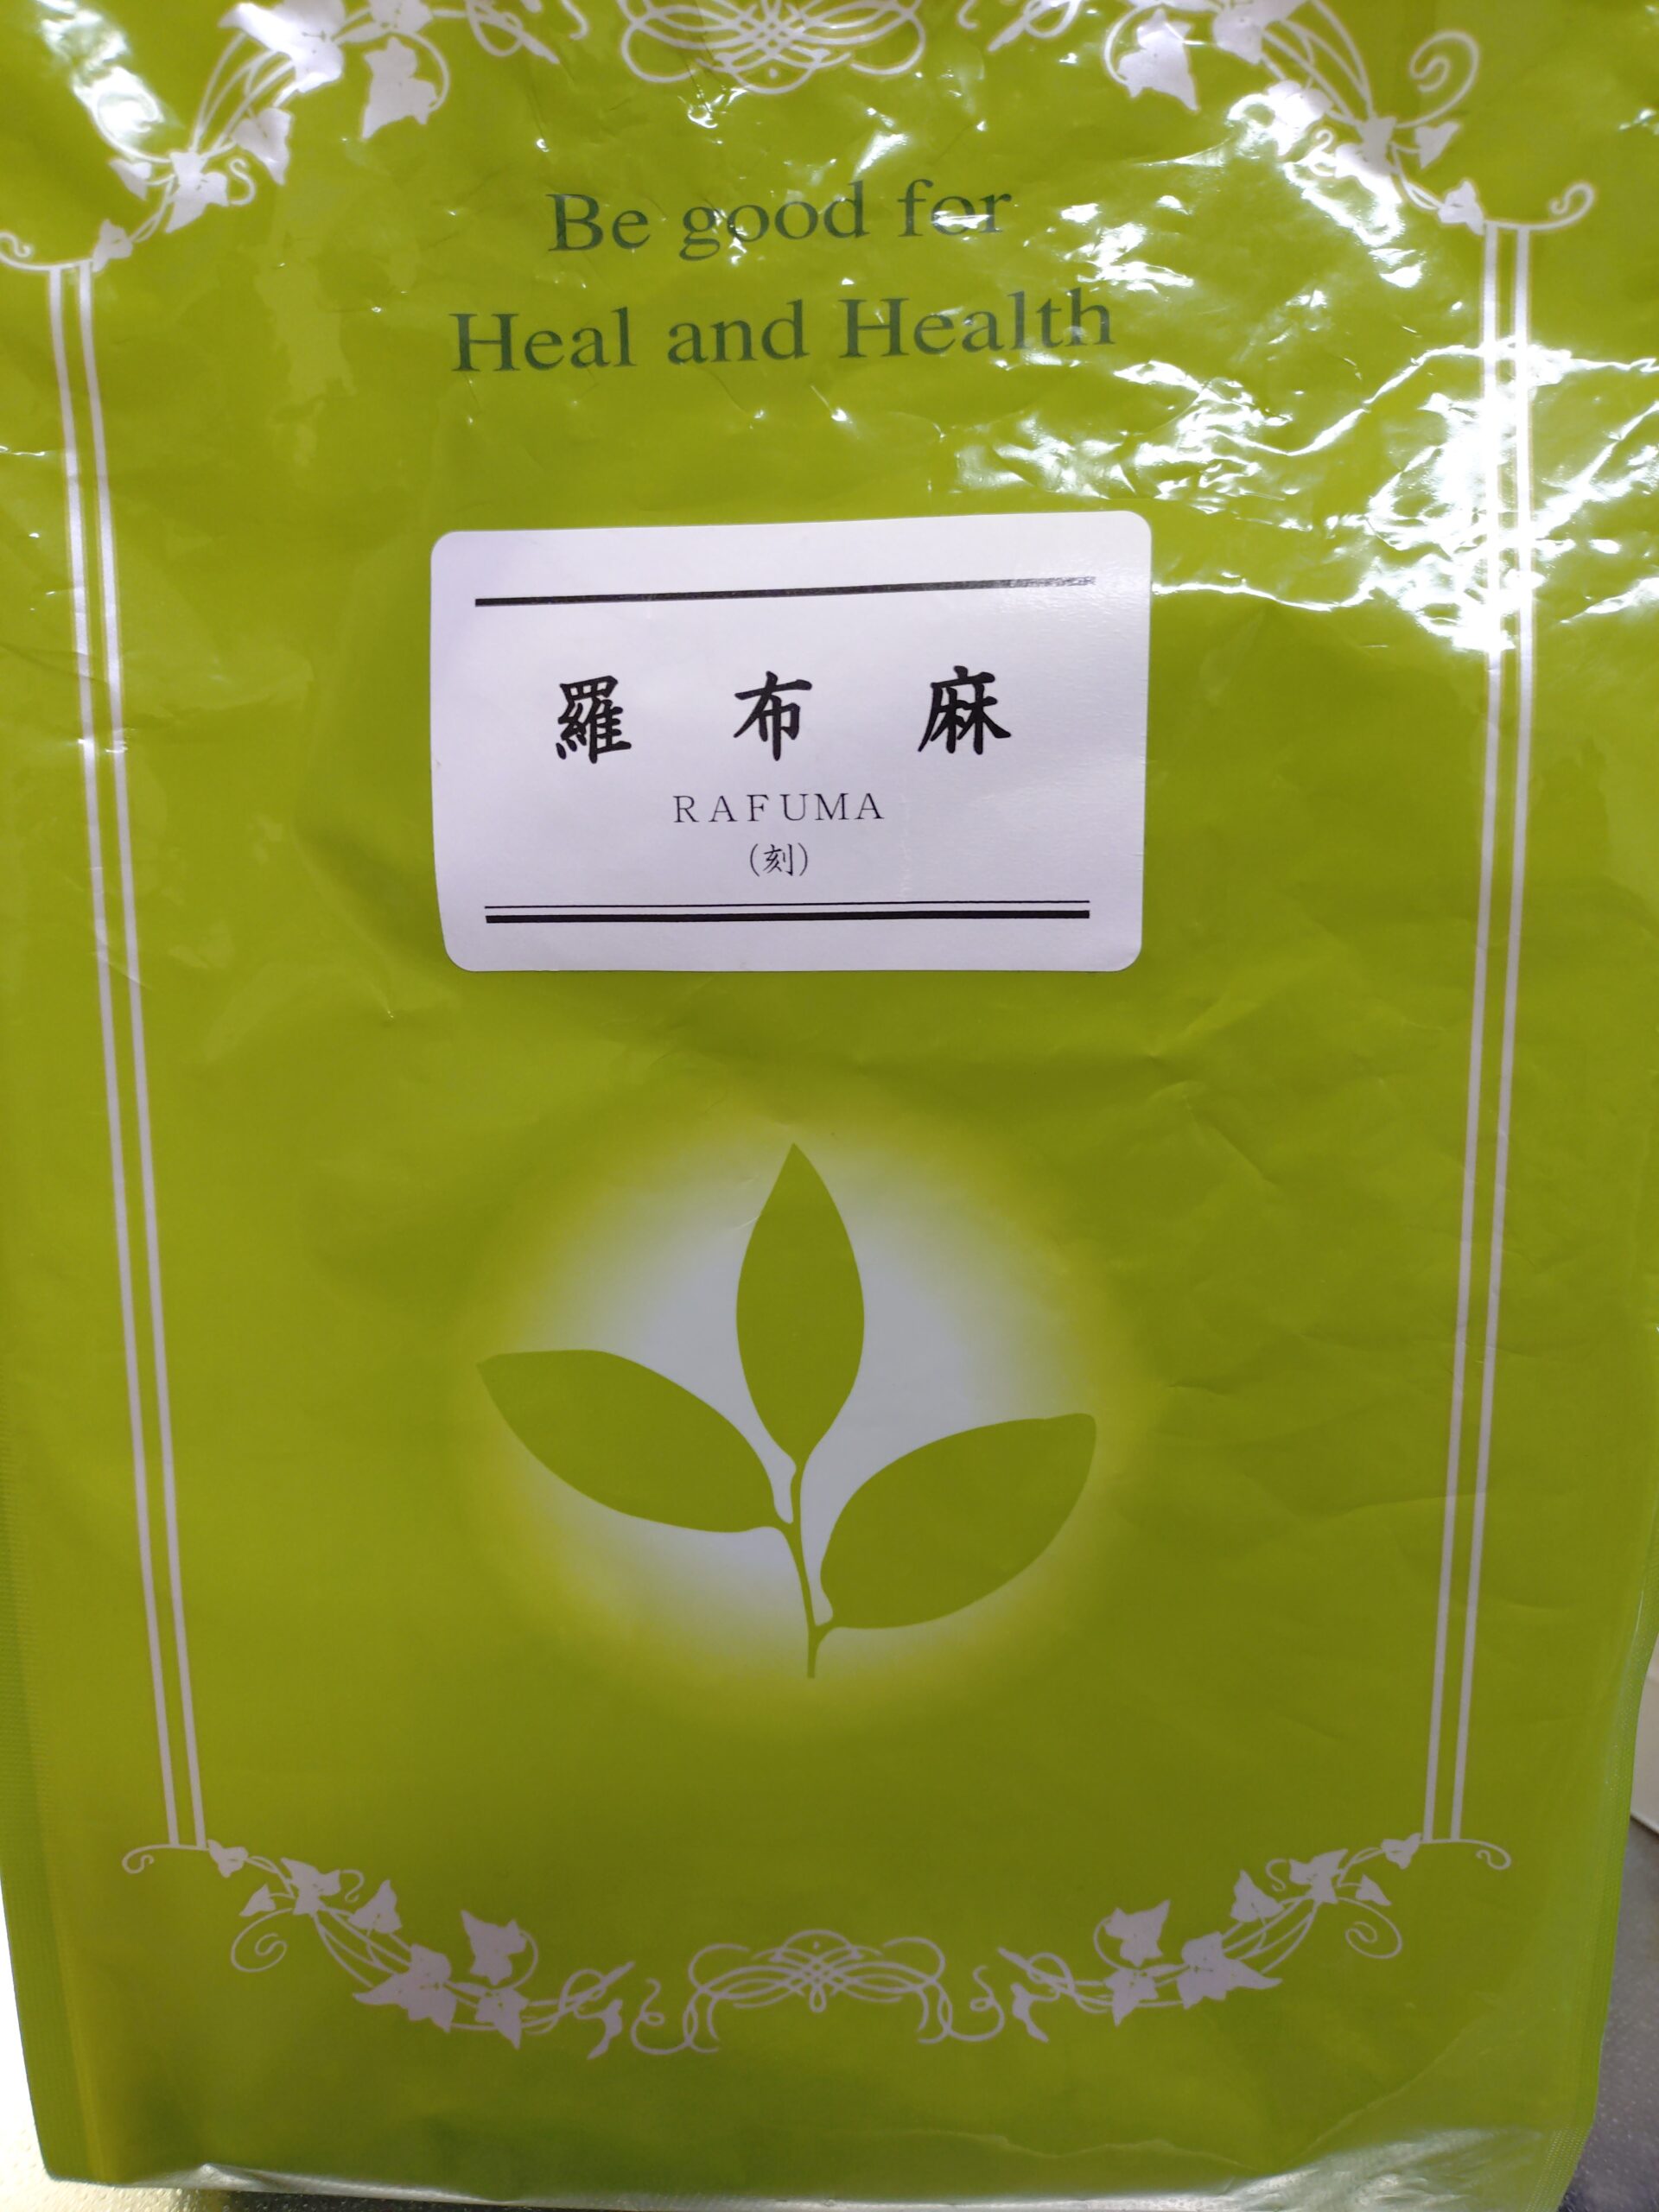 Be good for
Heal and Health
羅布麻
RAFUMA
(刻)